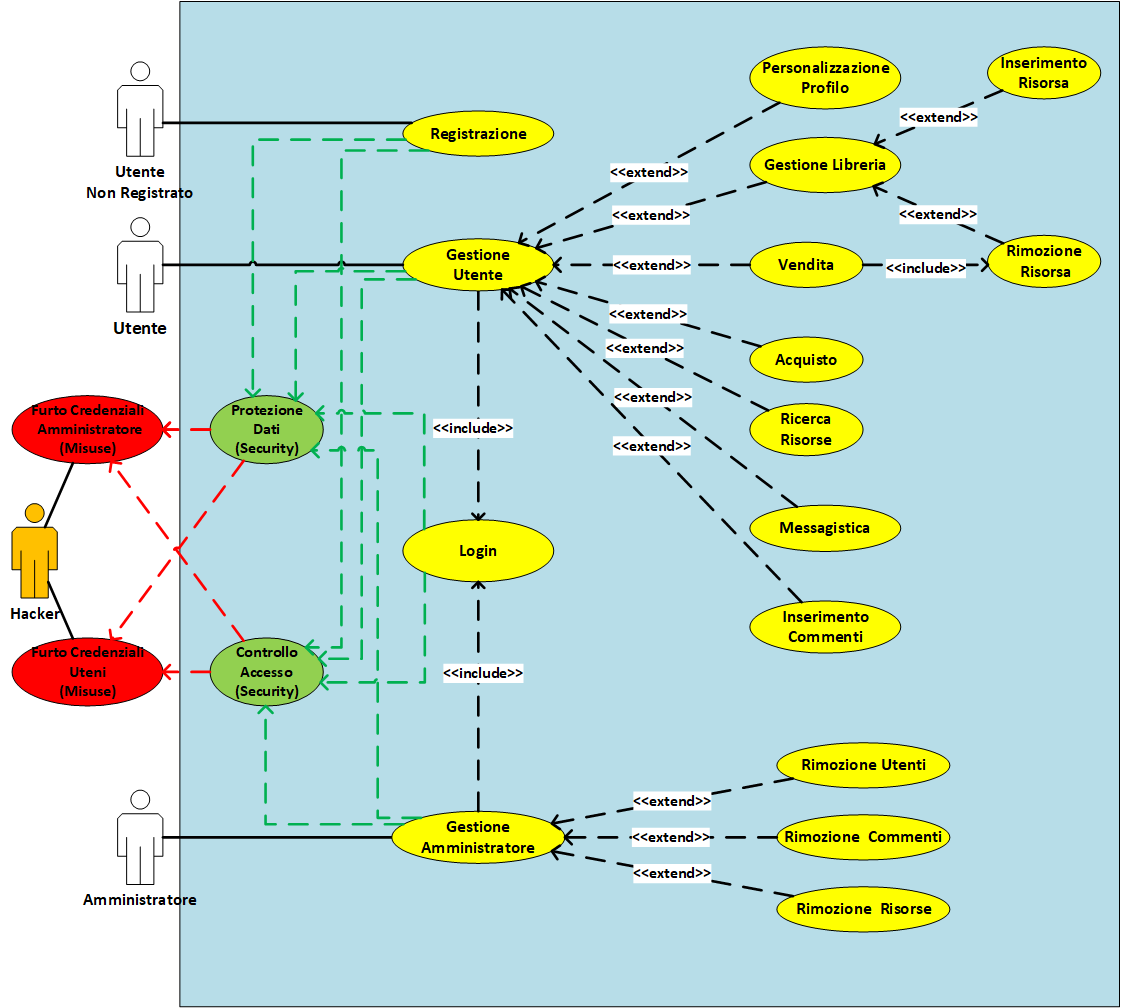 Personalizzazione
Profilo
Inserimento
Risorsa
<<extend>>
Registrazione
Gestione Libreria
<<extend>>
Utente
Non Registrato
<<extend>>
<<extend>>
Gestione
Utente
<<extend>>
Vendita
<<include>>
Rimozione
Risorsa
Utente
<<extend>>
<<extend>>
Acquisto
<<extend>>
Furto Credenziali
Amministratore
(Misuse)
Protezione
Dati
(Security)
<<include>>
Ricerca
Risorse
<<extend>>
Messagistica
Login
Hacker
Inserimento
Commenti
Furto Credenziali
Uteni
(Misuse)
Controllo
Accesso
(Security)
<<include>>
Rimozione Utenti
<<extend>>
Gestione
Amministratore
<<extend>>
Rimozione Commenti
<<extend>>
Amministratore
Rimozione Risorse